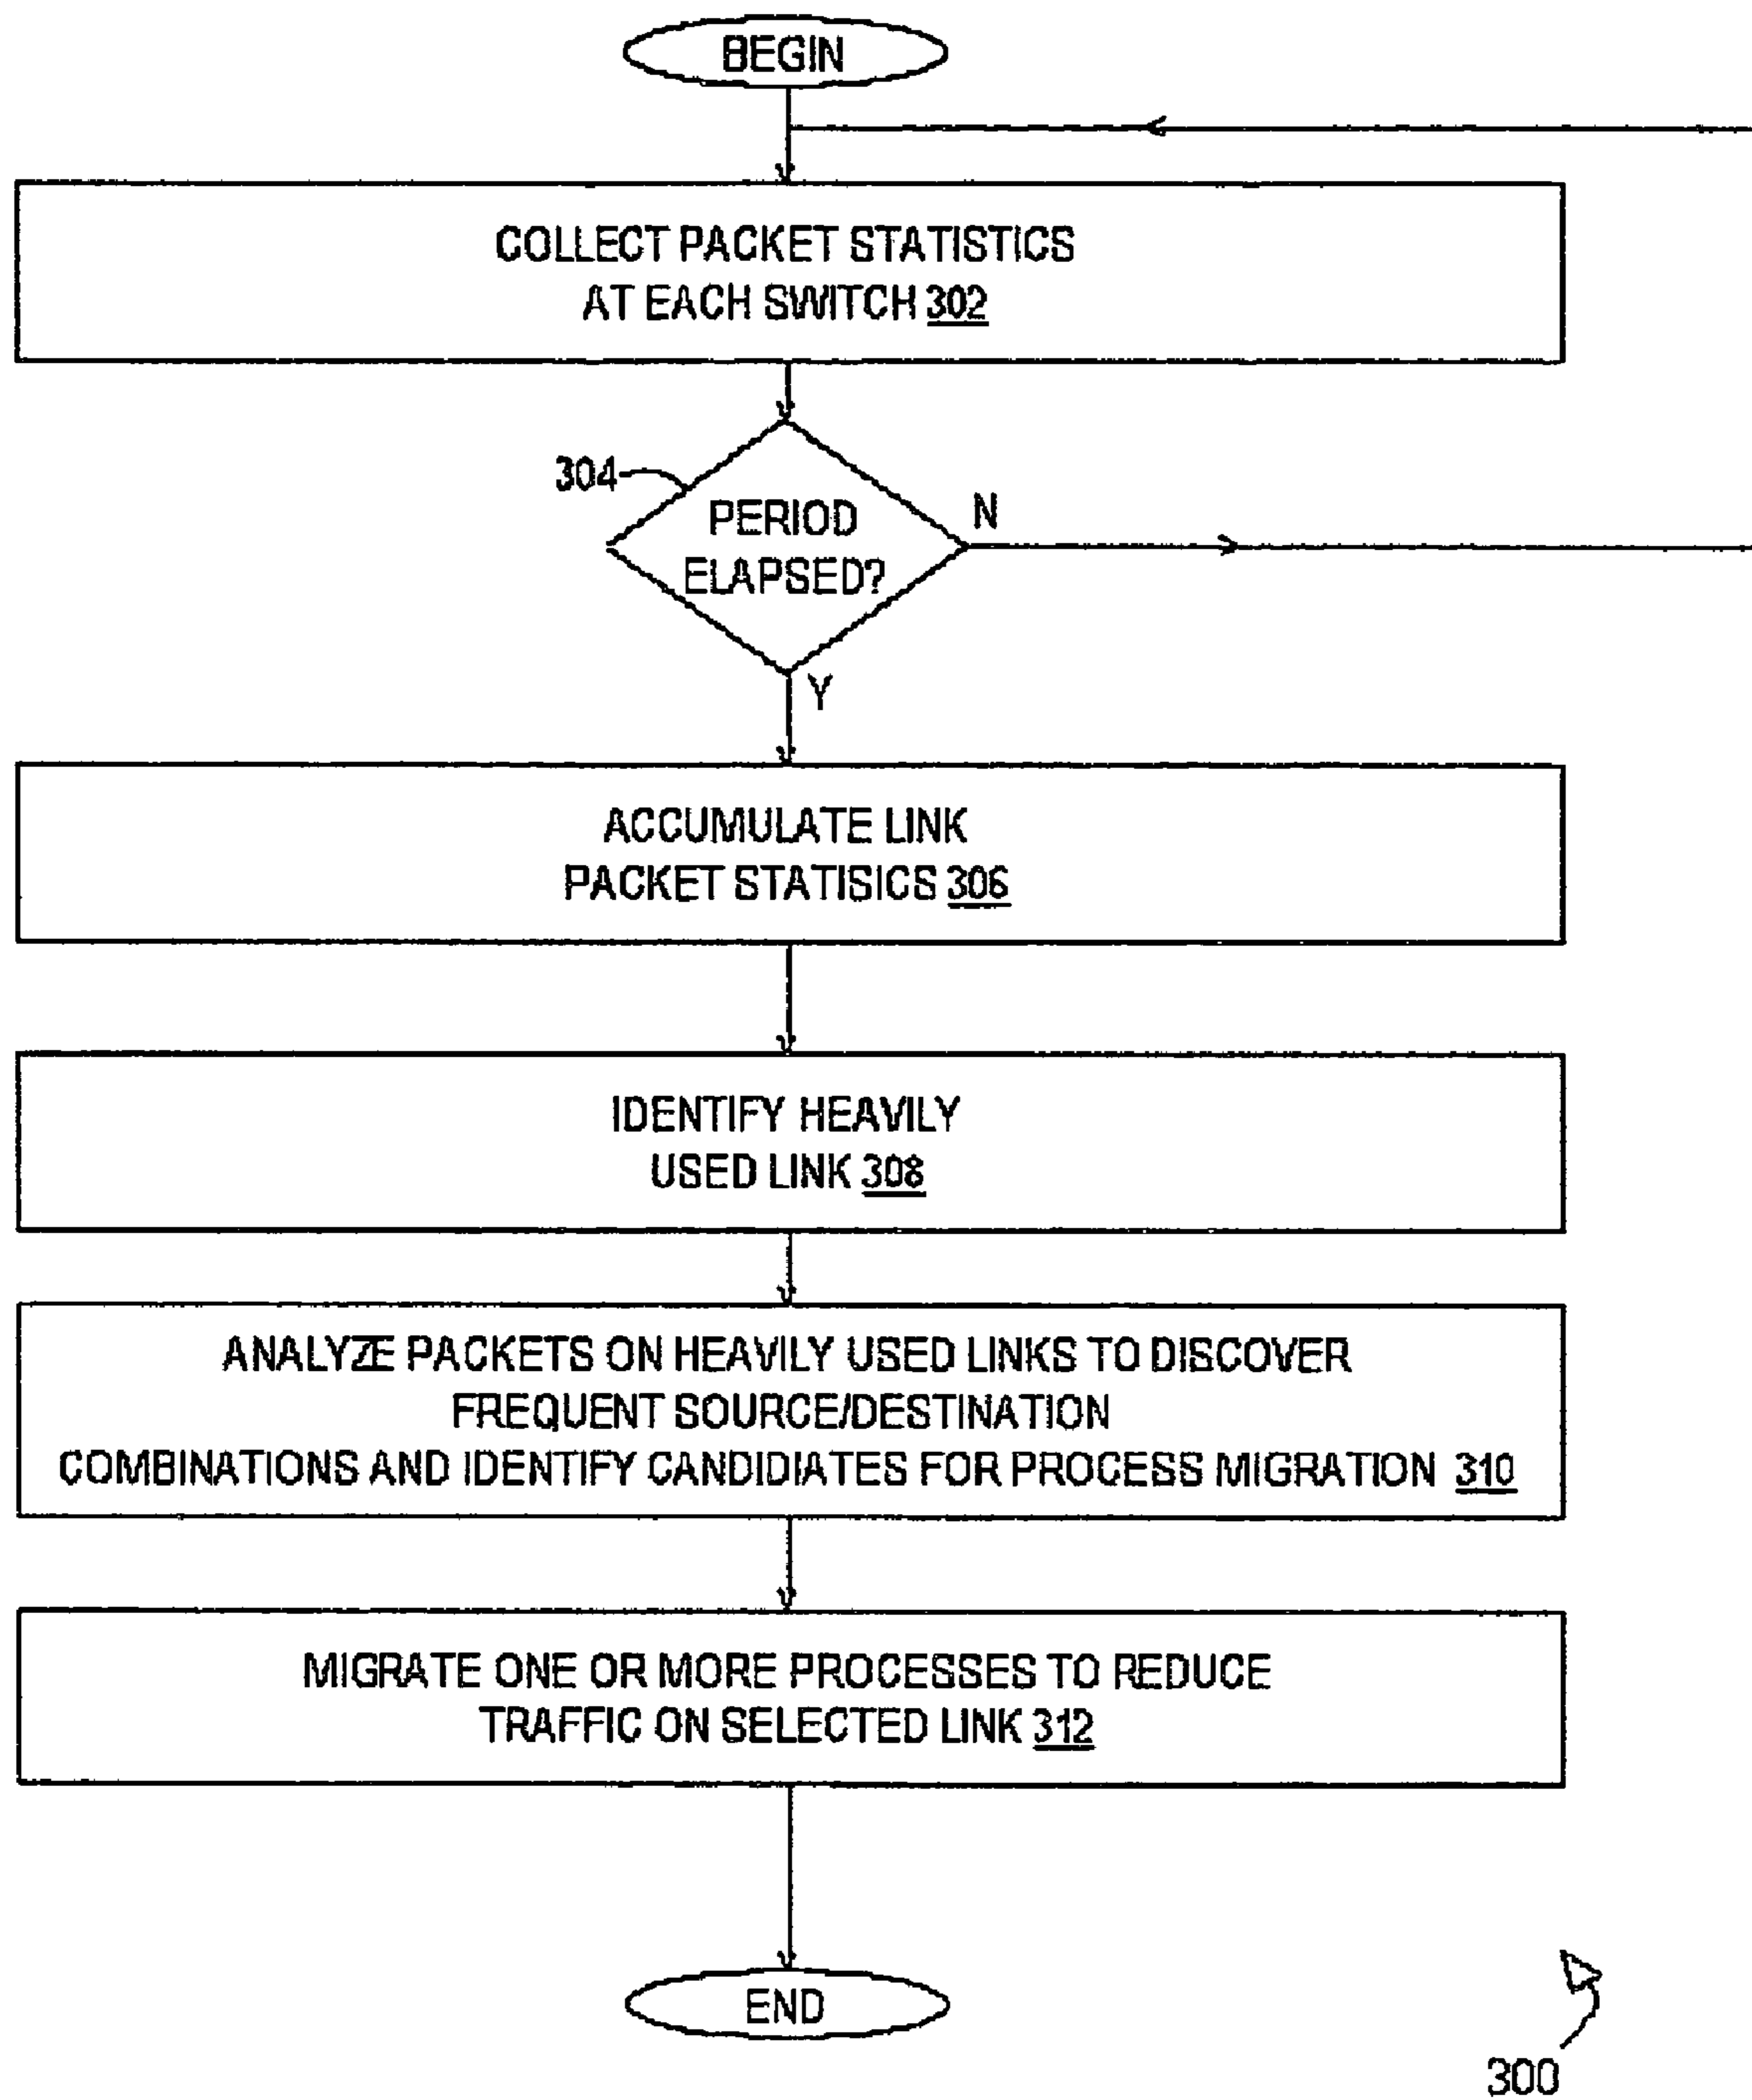 BEGIN
COLLECT PACKET STATISTICS
AT EACH SWITCH 302
304
PERIOD
ELAPSED?
N
Y
ACCUMULATE LINK
PACKET STATISICS 306
IDENTIFY HEAVILY
USED LINK 308
ANALYZE PACKETS ON HEAVILY USED LINKS TO DISCOVER
FREQUENT SOURCE/DESTINATION
COMBINATIONS AND IDENTIFY CANDIDIATES FOR PROCESS MIGRATION 310
MIGRATE ONE OR MORE PROCESSES TO REDUCE
TRAFFIC ON SELECTED LINK 312
END
300